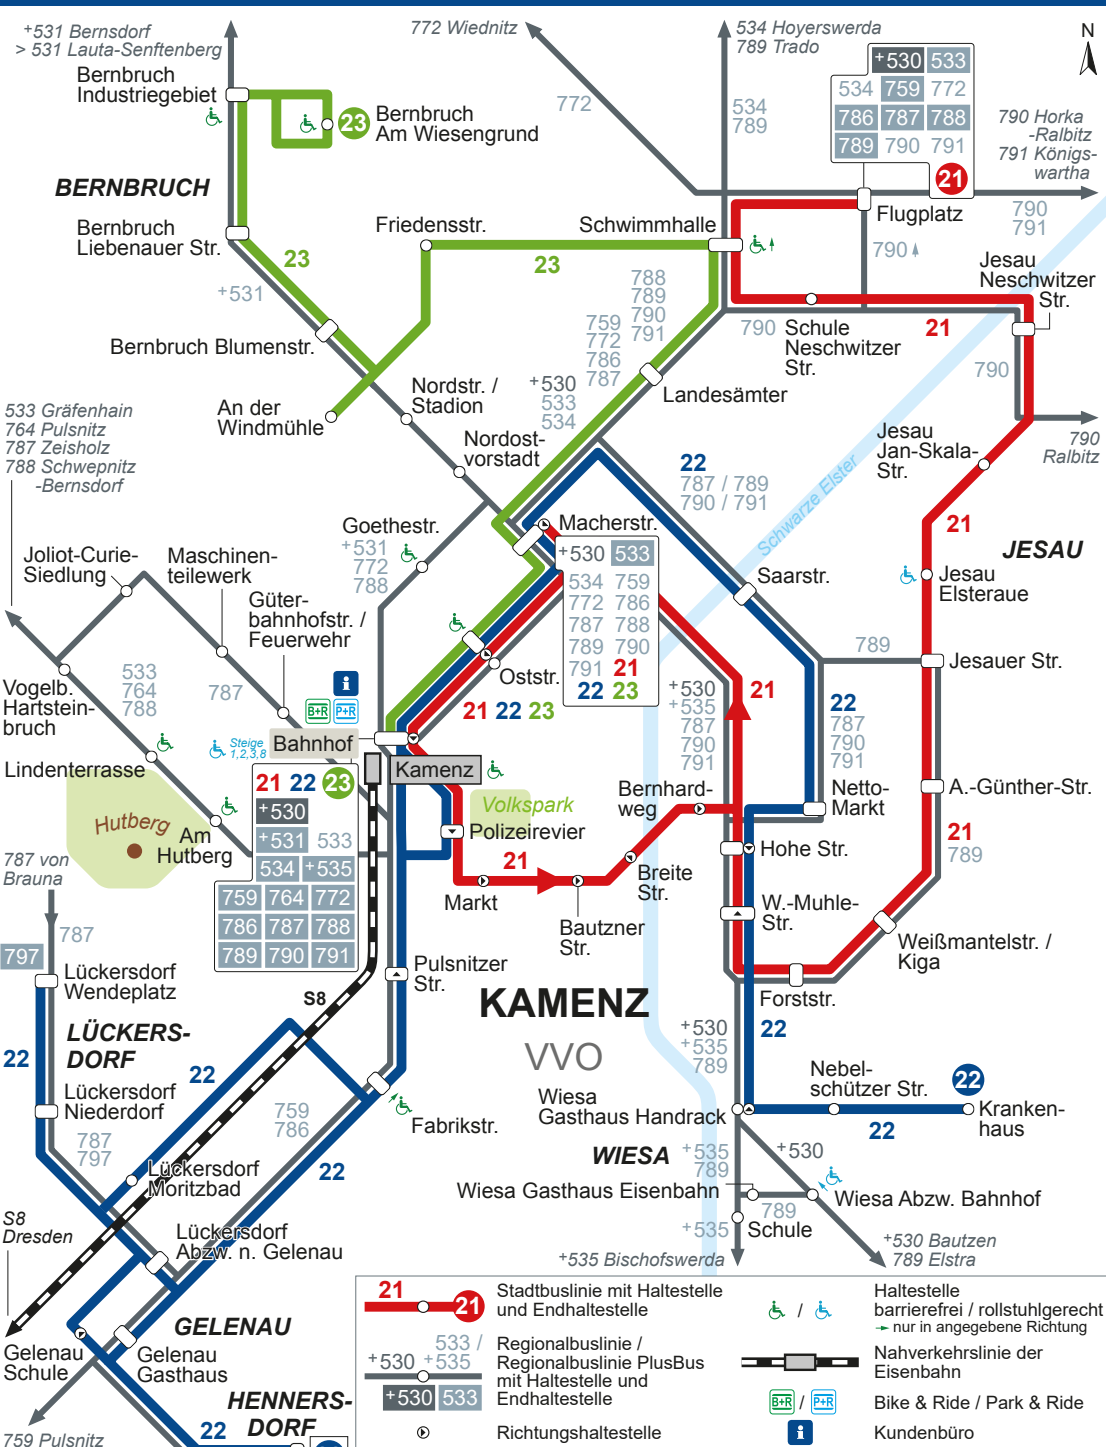 +531 Bernsdorf
> 531 Lauta-Senftenberg
772 Wiednitz
534 Hoyerswerda
789 Trado
N
Bernbruch
Industriegebiet
23
Bernbruch
Am Wiesengrund
772
534
789
+530 533
534 759 772
786 787 788
789 790 791
21
790 Horka
-Ralbitz
791 Königs-
wartha
BERNBRUCH
Bernbruch
Liebenauer Str.
Friedensstr.
Schwimmhalle
Flugplatz
790
791
23
23
790
Jesau
Neschwitzer
Str.
+531
788
789
790
791
759
772
786
787
790
Schule
Neschwitzer
Str.
21
Bernbruch Blumenstr.
790
+530
533
534
Landesämter
Nordstr. /
Stadion
An der
Windmühle
533 Gräfenhain
764 Pulsnitz
787 Zeisholz
788 Schwepnitz
-Bernsdorf
Nordost-
vorstadt
790
Ralbitz
Jesau
Jan-Skala-
Str.
22
787 / 789
790 / 791
Schwarze Elster
21
Goethestr.
+531
772
788
Macherstr.
+530 533
534 759
772 786
787 788
789 790
791 21
22 23
JESAU
Joliot-Curie-
Siedlung
Maschinen-
teilewerk
Saarstr.
Jesau
Elsteraue
Güter-
bahnhofstr. /
Feuerwehr
789
Jesauer Str.
Oststr.
533
764
788
787
Vogelb.
Hartstein-
bruch
+530
+535
787
790
791
21
22
787
790
791
B+R P+R
21 22 23
Steige
1,2,3,8
Bahnhof
Lindenterrasse
Kamenz
21 22 23
+530
+531 533
534 +535
759 764 772
786 787 788
789 790 791
Bernhard-
weg
Netto-
Markt
A.-Günther-Str.
Volkspark
Polizeirevier
Hutberg
Am
Hutberg
21
789
Hohe Str.
787 von
Brauna
21
Breite
Str.
Markt
W.-Muhle-
Str.
Bautzner
Str.
787
797
Weißmantelstr. /
Kiga
Lückersdorf
Wendeplatz
Pulsnitzer
Str.
S8
KAMENZ
Forststr.
LÜCKERS-
DORF
+530
+535
789
22
VVO
22
22
Nebel-
schützer Str.
22
Lückersdorf
Niederdorf
759
786
Wiesa
Gasthaus Handrack
Kranken-
haus
Fabrikstr.
22
787
797
WIESA
+535
789
+530
22
Lückersdorf
Moritzbad
Wiesa Gasthaus Eisenbahn
Wiesa Abzw. Bahnhof
789
S8
Dresden
+535
Schule
Lückersdorf
Abzw. n. Gelenau
+530 Bautzen
789 Elstra
+535 Bischofswerda
GELENAU
Gelenau
Schule
Gelenau
Gasthaus
HENNERS-
DORF
22
759 Pulsnitz
21
21
Stadtbuslinie mit Haltestelle
und Endhaltestelle
533 /
+530 +535
+530 533
Regionalbuslinie /
Regionalbuslinie PlusBus
mit Haltestelle und
Endhaltestelle
Richtungshaltestelle
/
Haltestelle
barrierefrei / rollstuhlgerecht
nur in angegebene Richtung
Nahverkehrslinie der
Eisenbahn
B+R / P+R
Bike & Ride / Park & Ride
i
Kundenbüro